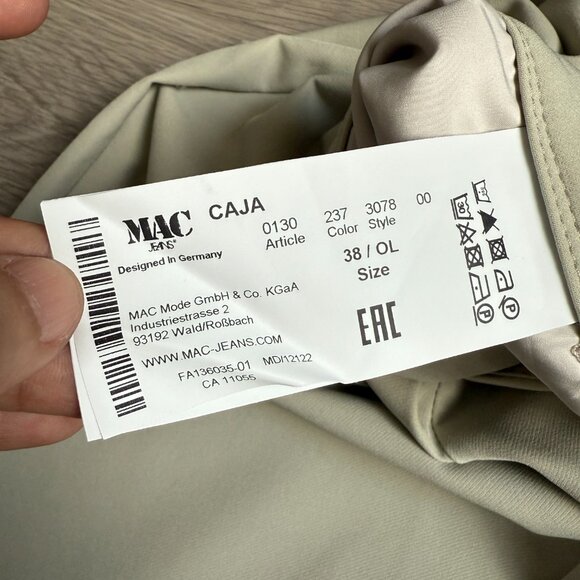 MAC
JEANS®
CAJA
Designed In Germany
0130
Article
237
Color
3078
Style
00
38 / OL
Size
MAC Mode GmbH & Co. KGaA
Industriestrasse 2
93192 Wald/Roßbach
WWW.MAC-JEANS.COM
FA136035-01 MDI12122
CA 11055
EAC
P